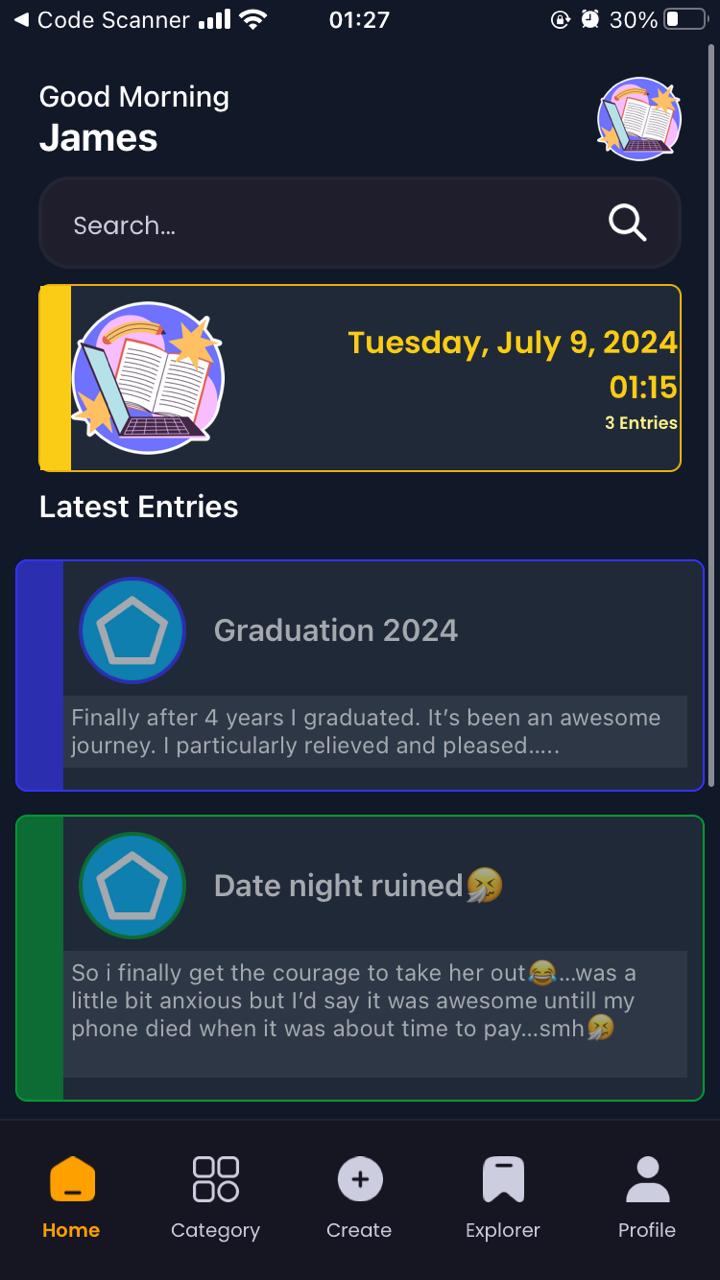 ◀ Code Scanner 01:27 30%
Good Morning
James
Search...
Tuesday, July 9, 2024
01:15
3 Entries
Latest Entries
Graduation 2024
Finally after 4 years I graduated. It’s been an awesome
journey. I particularly relieved and pleased.....
Date night ruined🤧
So i finally get the courage to take her out😂...was a
little bit anxious but I’d say it was awesome untill my
phone died when it was about time to pay...smh🤧
Home Category Create Explorer Profile